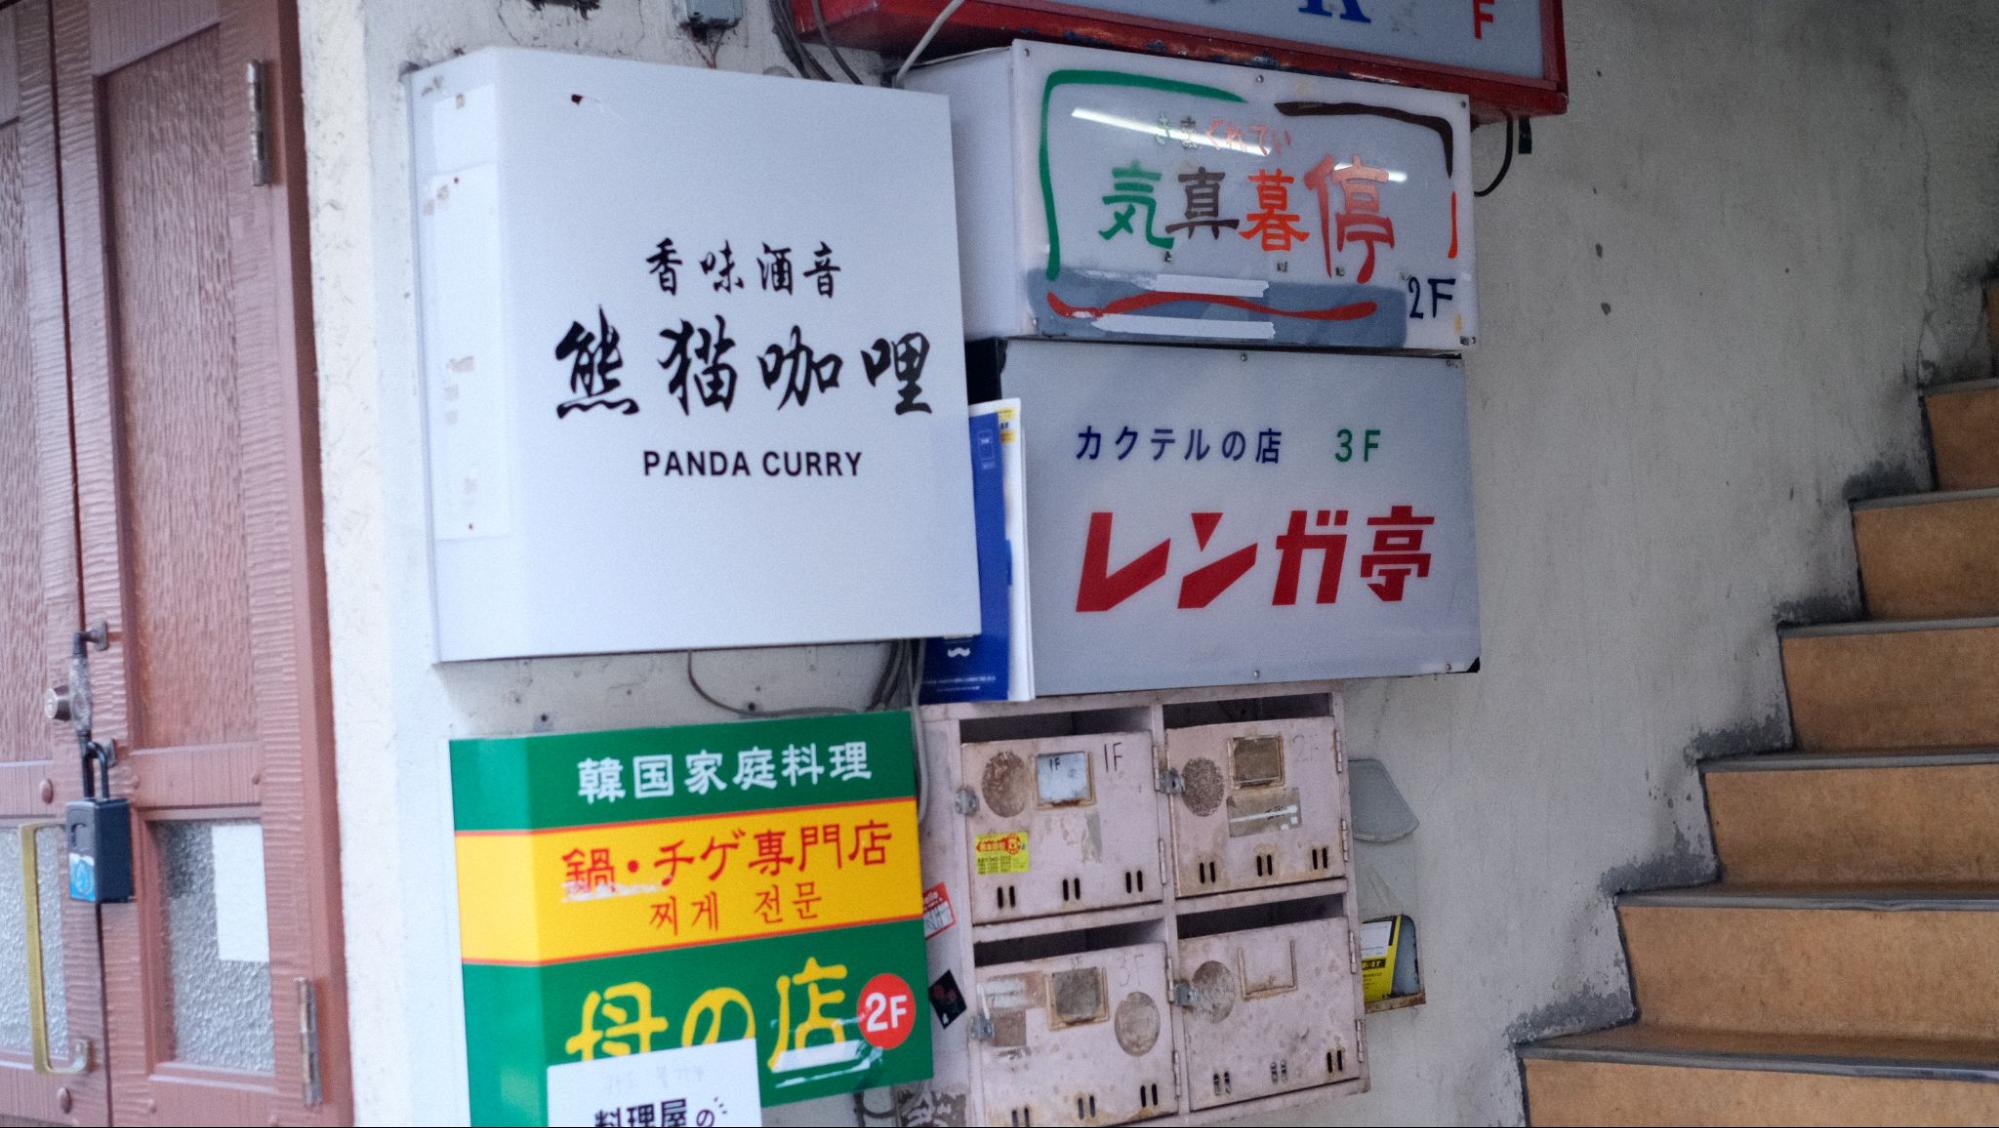 香味酒音
熊猫咖哩
PANDA CURRY
F
きまぐれてい
気真暮停
2F
カクテルの店 3F
レンガ亭
韓国家庭料理
鍋・チゲ専門店
찌게 전문
母の店
2F
料理屋の
1F
1F
2F
3F